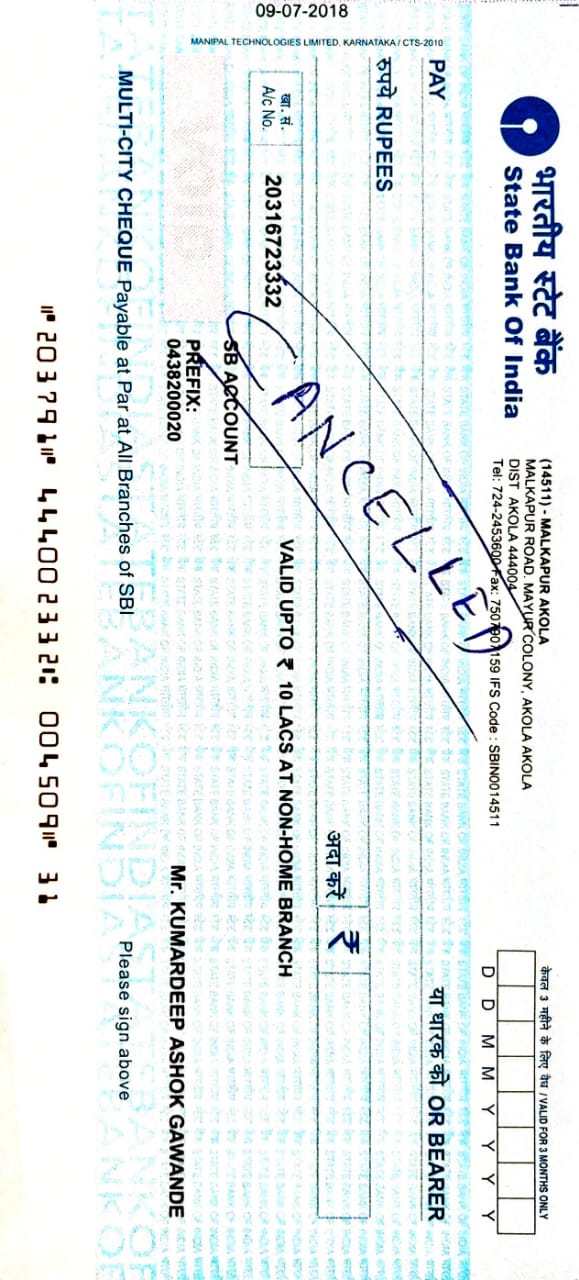 भारतीय स्टेट बैंक
State Bank Of India
(14511) - MALKAPUR AKOLA
MALKAPUR ROAD. MAYUR COLONY, AKOLA AKOLA
DIST AKOLA 444004
Tel: 724-2453600 Fax: 7507907159 IFS Code : SBIN0014511
केवल 3 महीने के लिए वैध / VALID FOR 3 MONTHS ONLY
D D M M Y Y Y Y
PAY
या धारक को OR BEARER
रुपये RUPEES
अदा करें ₹
CANCELLED
खा. सं.
A/c No.
20316723332
VALID UPTO ₹ 10 LACS AT NON-HOME BRANCH
SB ACCOUNT
VOID
PREFIX:
0438200020
Mr. KUMARDEEP ASHOK GAWANDE
MULTI-CITY CHEQUE Payable at Par at All Branches of SBI
Please sign above
⑈203791⑈ 444002332⑆ 004509⑈ 31
09-07-2018
MANIPAL TECHNOLOGIES LIMITED. KARNATAKA / CTS-2010
STATEBANKOFINDIASTATEBANKOFINDIASTATEBANKOF